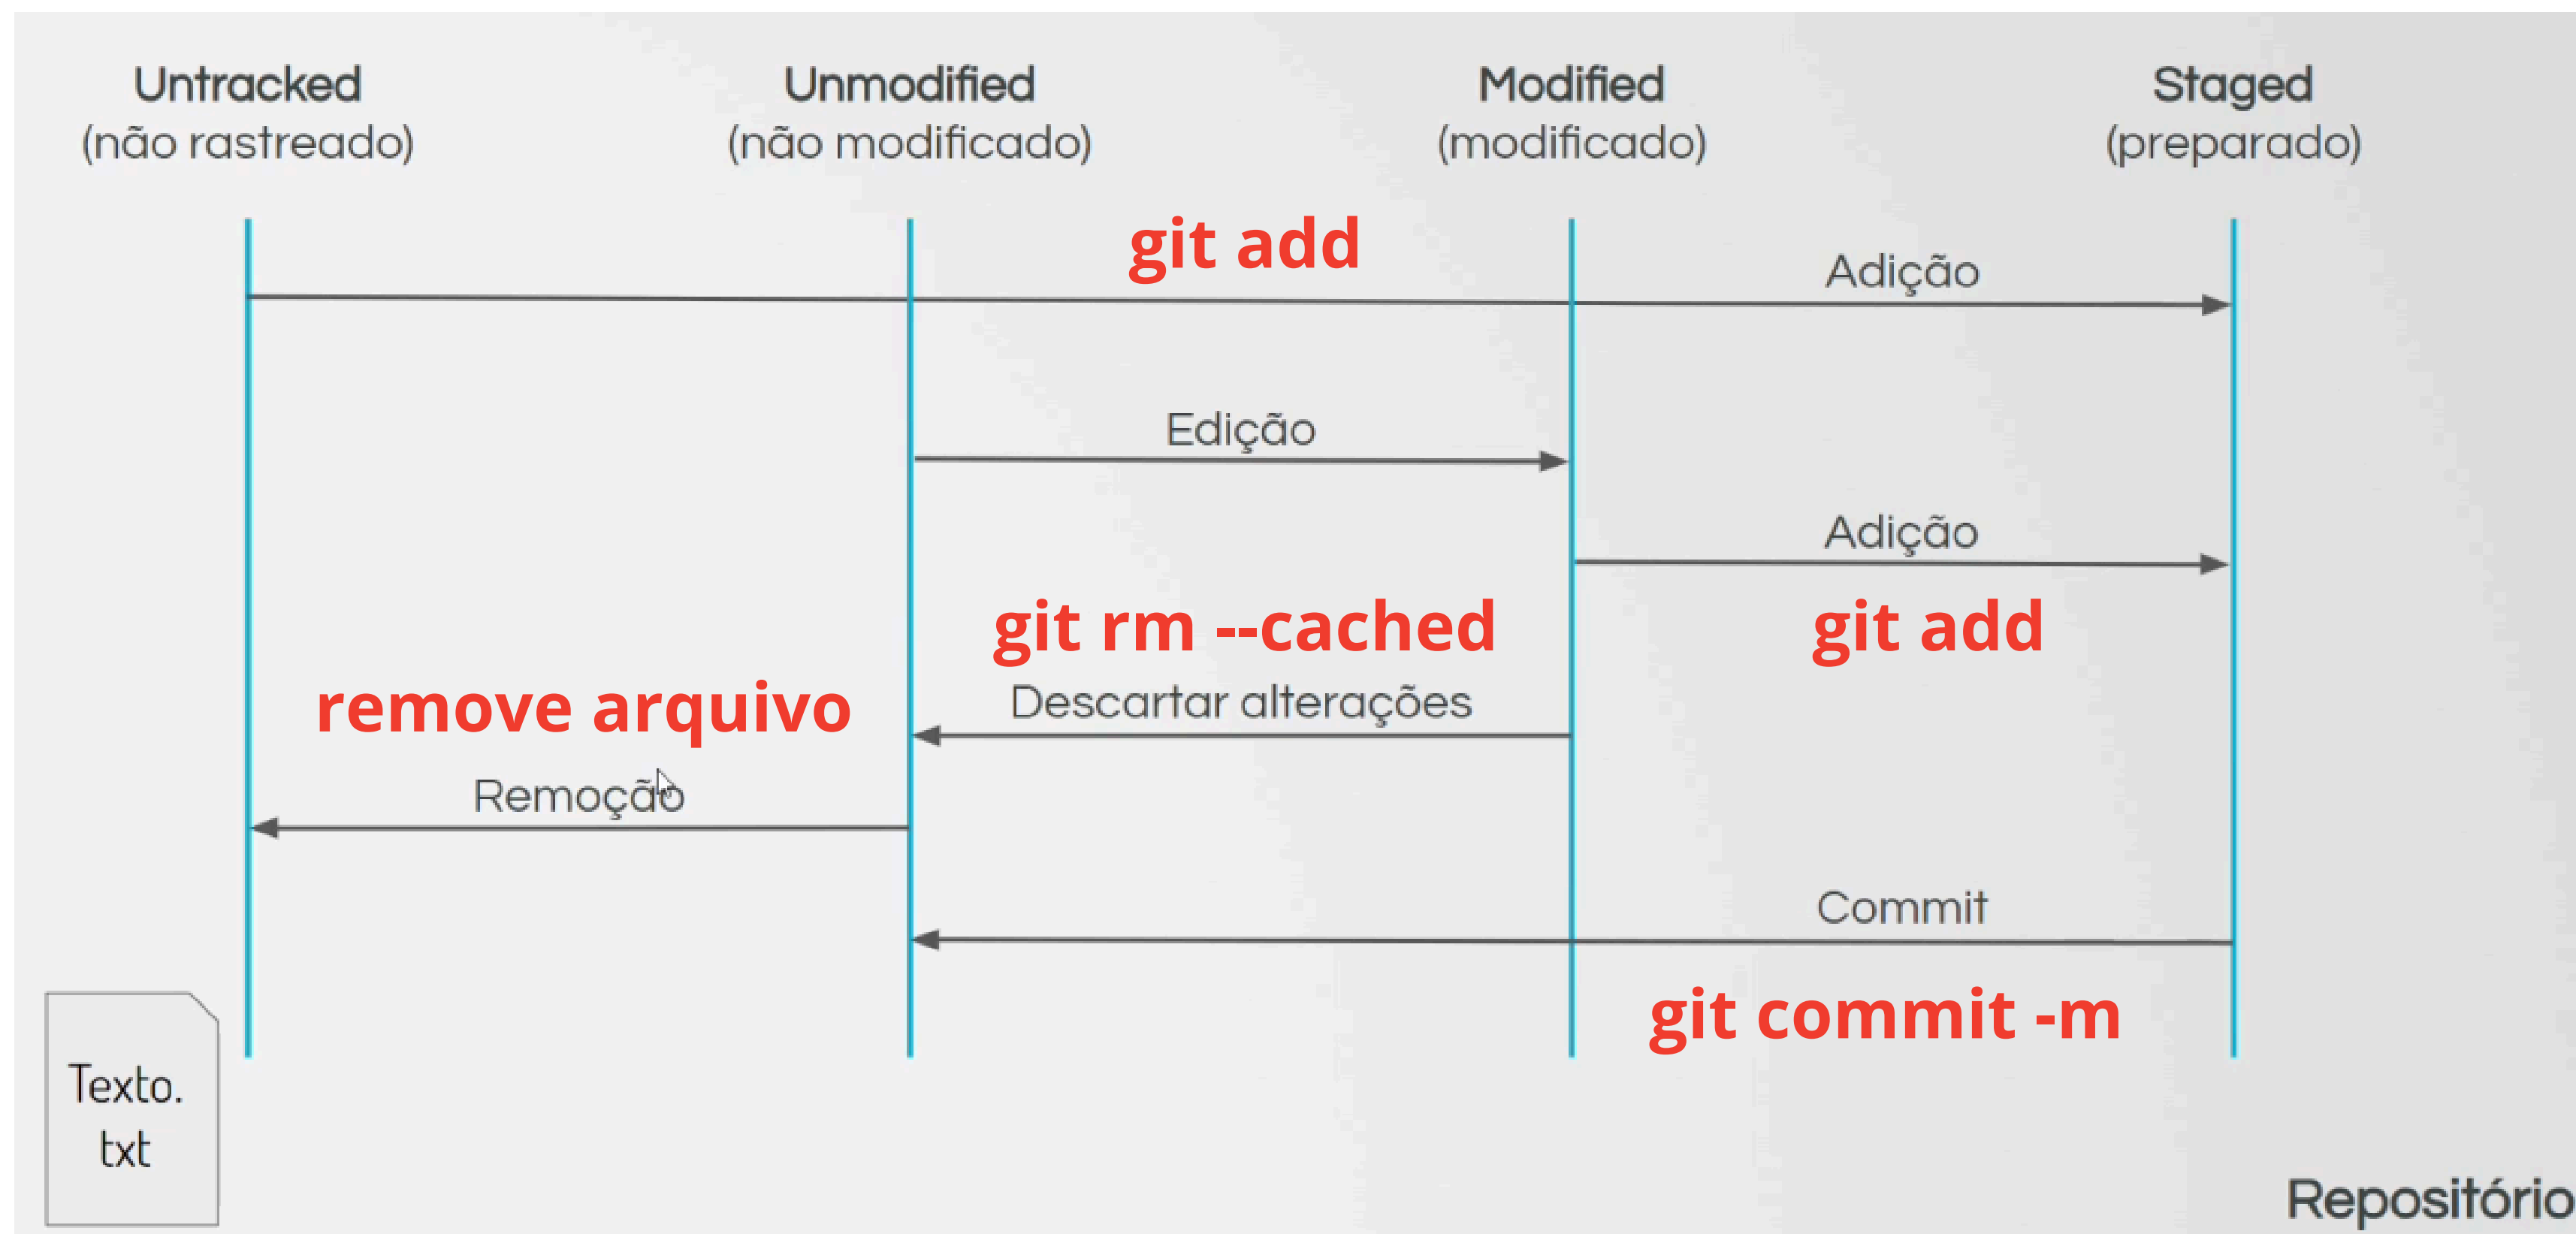 Untracked
(não rastreado)
Unmodified
(não modificado)
Modified
(modificado)
Staged
(preparado)
git add
Adição
Edição
Adição
git rm --cached
git add
remove arquivo
Descartar alterações
Remoção
Commit
git commit -m
Texto.
txt
Repositório